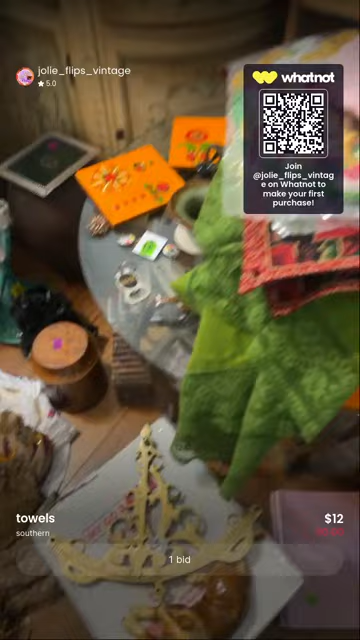 jolie_flips_vintage
5.0
whatnot
Join
@jolie_flips_vintag
e on Whatnot to
make your first
purchase!
towels
$12
southern
1 bid